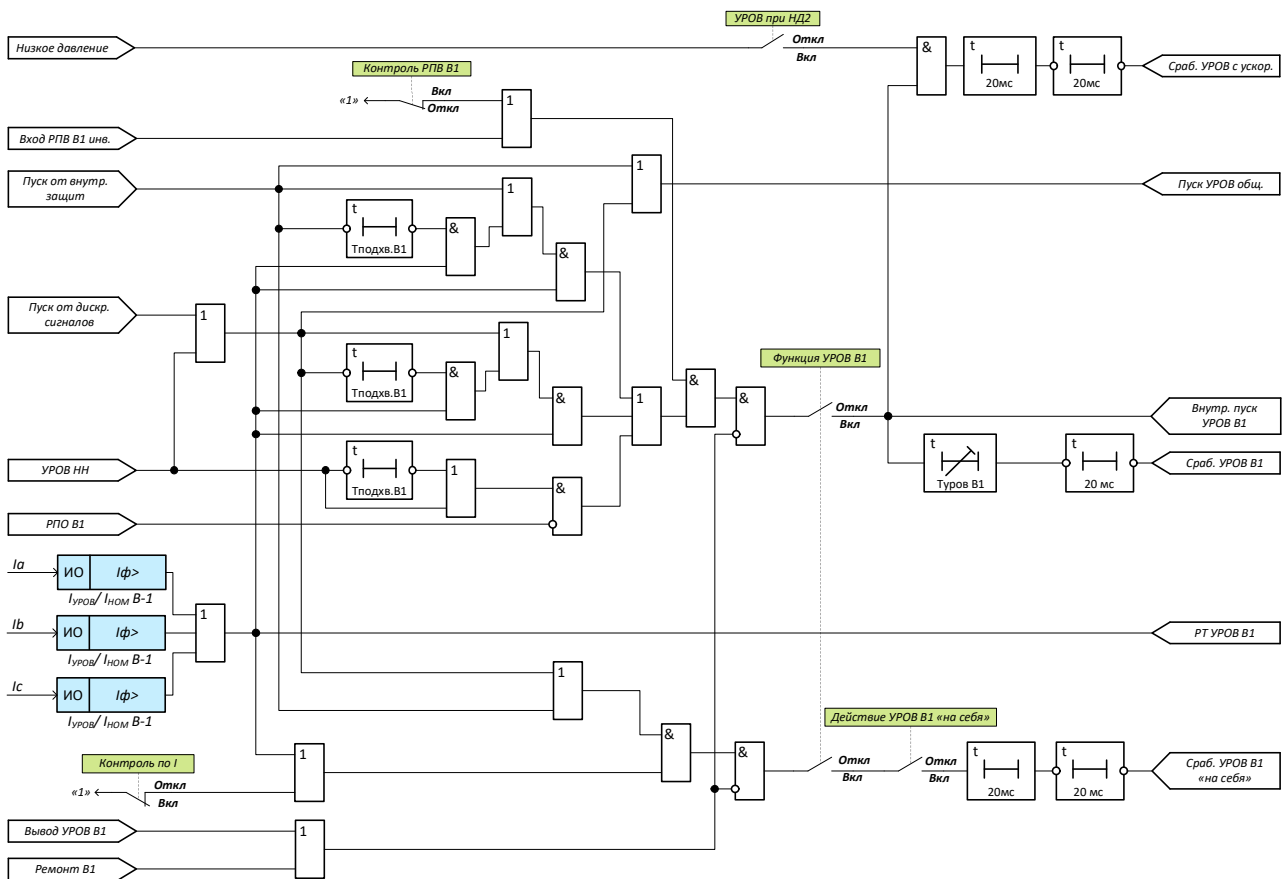 УРОВ при НД2
Низкое давление
Откл
Вкл
&
t
20мс
t
20мс
Сраб. УРОВ с ускор.
Контроль РПВ В1
«1»
Вкл
Откл
1
Вход РПВ В1 инв.
Пуск от внутр.
защит
1
1
Пуск УРОВ общ.
t
Тподхв.В1
&
&
Пуск от дискр.
сигналов
1
1
t
Тподхв.В1
&
&
1
&
&
Функция УРОВ В1
Откл
Вкл
Внутр. пуск
УРОВ В1
УРОВ НН
t
Тподхв.В1
1
&
t
Туров В1
t
20 мс
Сраб. УРОВ В1
РПО В1
Ia
ИО
Iф>
IУРОВ/ IНОМ В-1
Ib
ИО
Iф>
IУРОВ/ IНОМ В-1
Ic
ИО
Iф>
IУРОВ/ IНОМ В-1
1
РТ УРОВ В1
1
&
&
Действие УРОВ В1 «на себя»
Откл
Вкл
Откл
Вкл
t
20мс
t
20 мс
Сраб. УРОВ В1
«на себя»
Контроль по I
«1»
Откл
Вкл
1
Вывод УРОВ В1
1
Ремонт В1